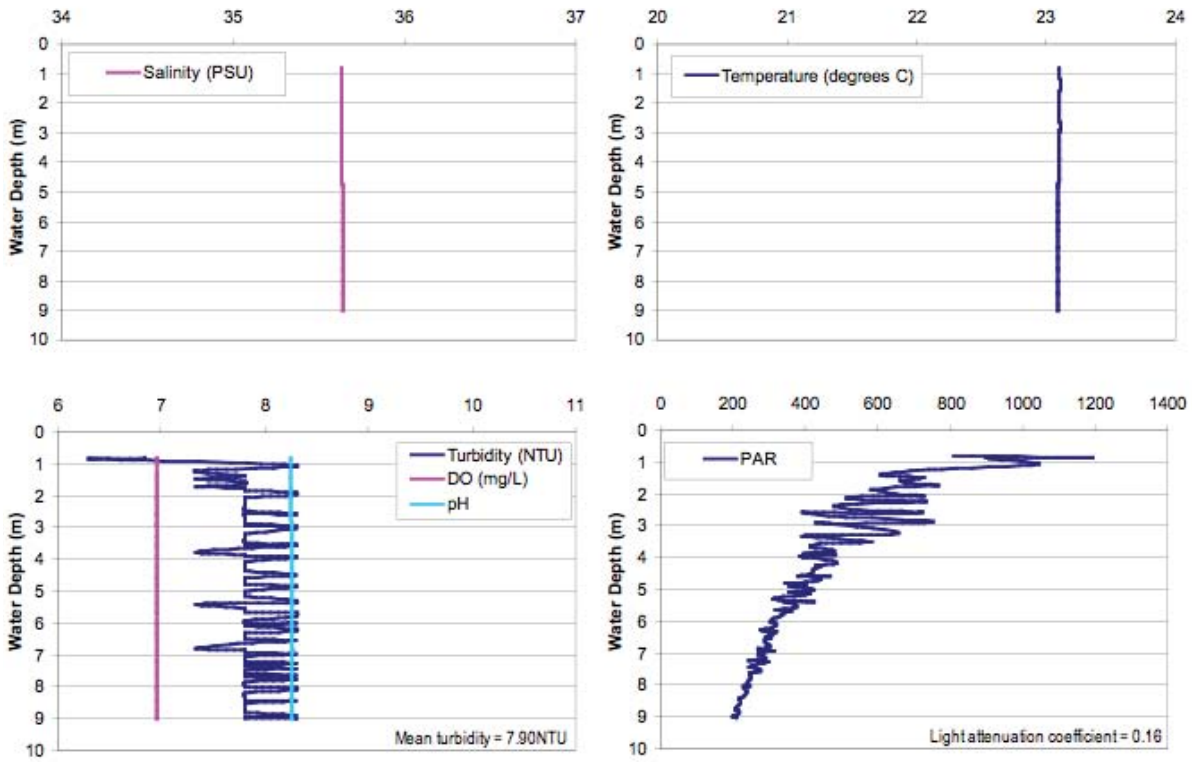 34 35 36 37
0
1
2
3
4
5
6
7
8
9
10
Water Depth (m)
Salinity (PSU)
20 21 22 23 24
0
1
2
3
4
5
6
7
8
9
10
Water Depth (m)
Temperature (degrees C)
6 7 8 9 10 11
0
1
2
3
4
5
6
7
8
9
10
Water Depth (m)
Turbidity (NTU)
DO (mg/L)
pH
Mean turbidity = 7.90NTU
0 200 400 600 800 1000 1200 1400
0
1
2
3
4
5
6
7
8
9
10
Water Depth (m)
PAR
Light attenuation coefficient = 0.16